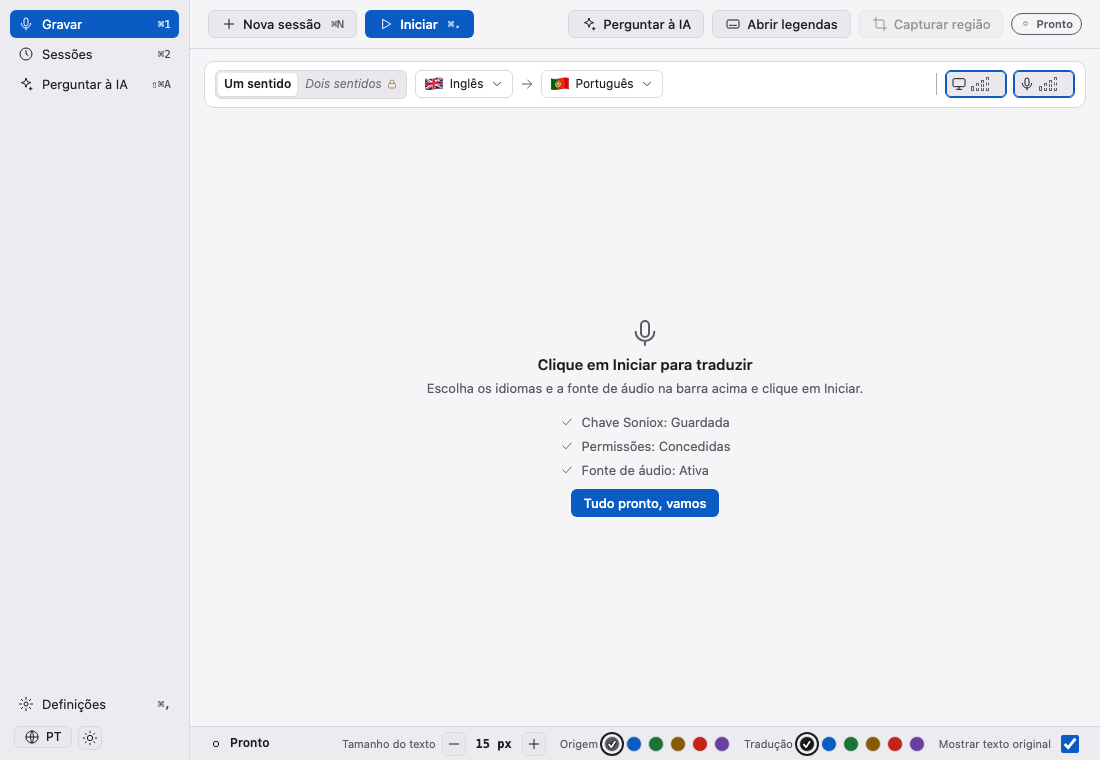 Gravar ⌘1
Sessões ⌘2
Perguntar à IA ⇧⌘A
Nova sessão ⌘N
Iniciar ⌘.
Perguntar à IA
Abrir legendas
Capturar região
Pronto
Um sentido
Dois sentidos
Inglês
→
Português
Clique em Iniciar para traduzir
Escolha os idiomas e a fonte de áudio na barra acima e clique em Iniciar.
Chave Soniox: Guardada
Permissões: Concedidas
Fonte de áudio: Ativa
Tudo pronto, vamos
Definições ⌘,
PT
Pronto
Tamanho do texto − 15 px +
Origem
Tradução
Mostrar texto original